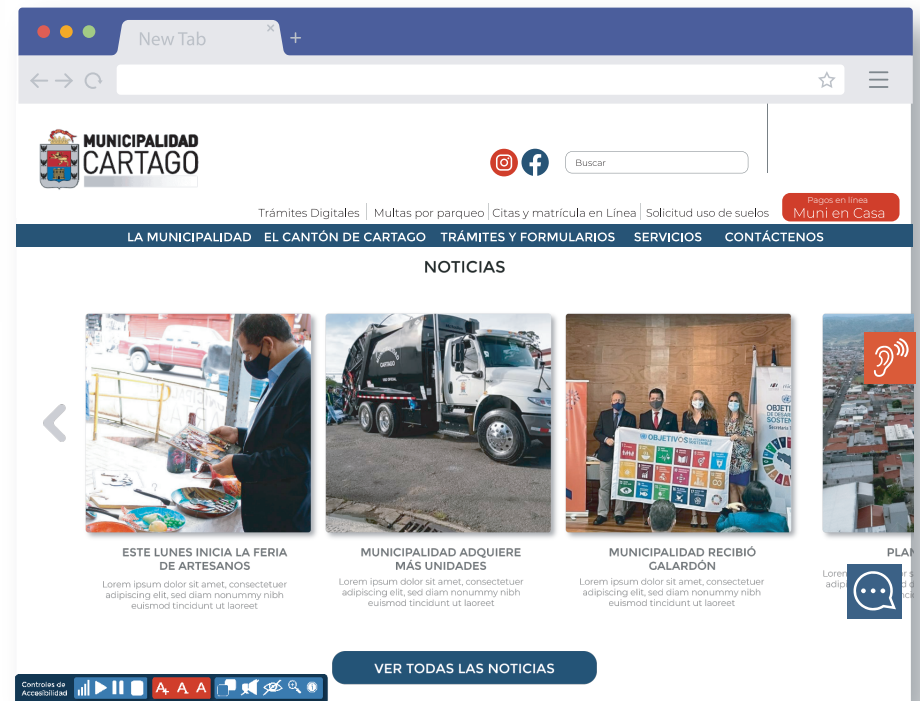 New Tab
MUNICIPALIDAD
CARTAGO
Buscar
Trámites Digitales
Multas por parqueo
Citas y matrícula en Línea
Solicitud uso de suelos
Pagos en línea
Muni en Casa
LA MUNICIPALIDAD
EL CANTÓN DE CARTAGO
TRÁMITES Y FORMULARIOS
SERVICIOS
CONTÁCTENOS
NOTICIAS
CARTAGO
OBJETIVOS
ESTE LUNES INICIA LA FERIA
DE ARTESANOS
Lorem ipsum dolor sit amet, consectetuer
adipiscing elit, sed diam nonummy nibh
euismod tincidunt ut laoreet
MUNICIPALIDAD ADQUIERE
MÁS UNIDADES
Lorem ipsum dolor sit amet, consectetuer
adipiscing elit, sed diam nonummy nibh
euismod tincidunt ut laoreet
MUNICIPALIDAD RECIBIÓ
GALARDÓN
Lorem ipsum dolor sit amet, consectetuer
adipiscing elit, sed diam nonummy nibh
euismod tincidunt ut laoreet
PLAN
VER TODAS LAS NOTICIAS
Controles de
Accesibilidad
A A A